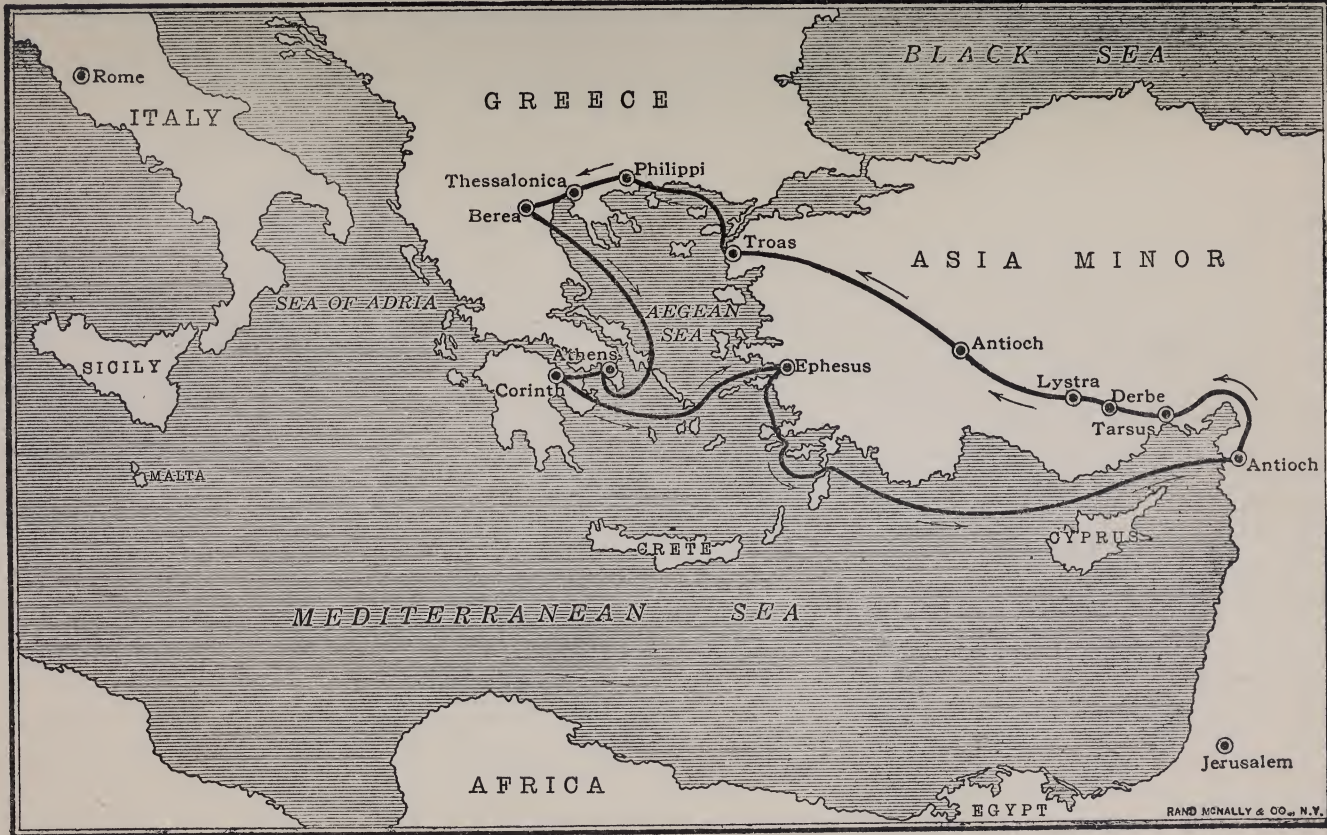 BLACK SEA
Rome
ITALY
GREECE
Philippi
Thessalonica
Berea
Troas
ASIA MINOR
SEA OF ADRIA
AEGEAN
SEA
Antioch
SICILY
Athens
Ephesus
Corinth
Lystra
Derbe
Tarsus
Antioch
MALTA
CRETE
CYPRUS
MEDITERRANEAN SEA
Jerusalem
AFRICA
EGYPT
RAND MCNALLY & CO., N.Y.